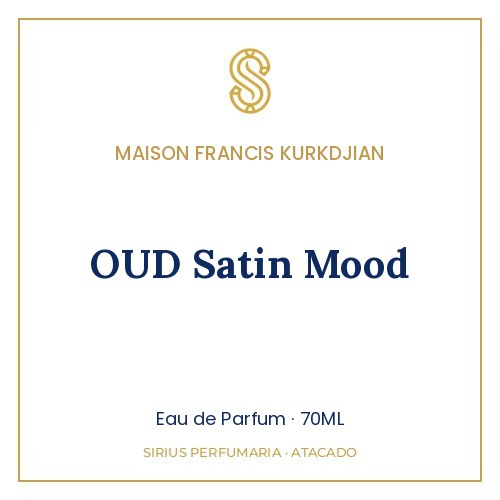 MAISON FRANCIS KURKDJIAN
OUD Satin Mood
Eau de Parfum · 70ML
SIRIUS PERFUMARIA · ATACADO